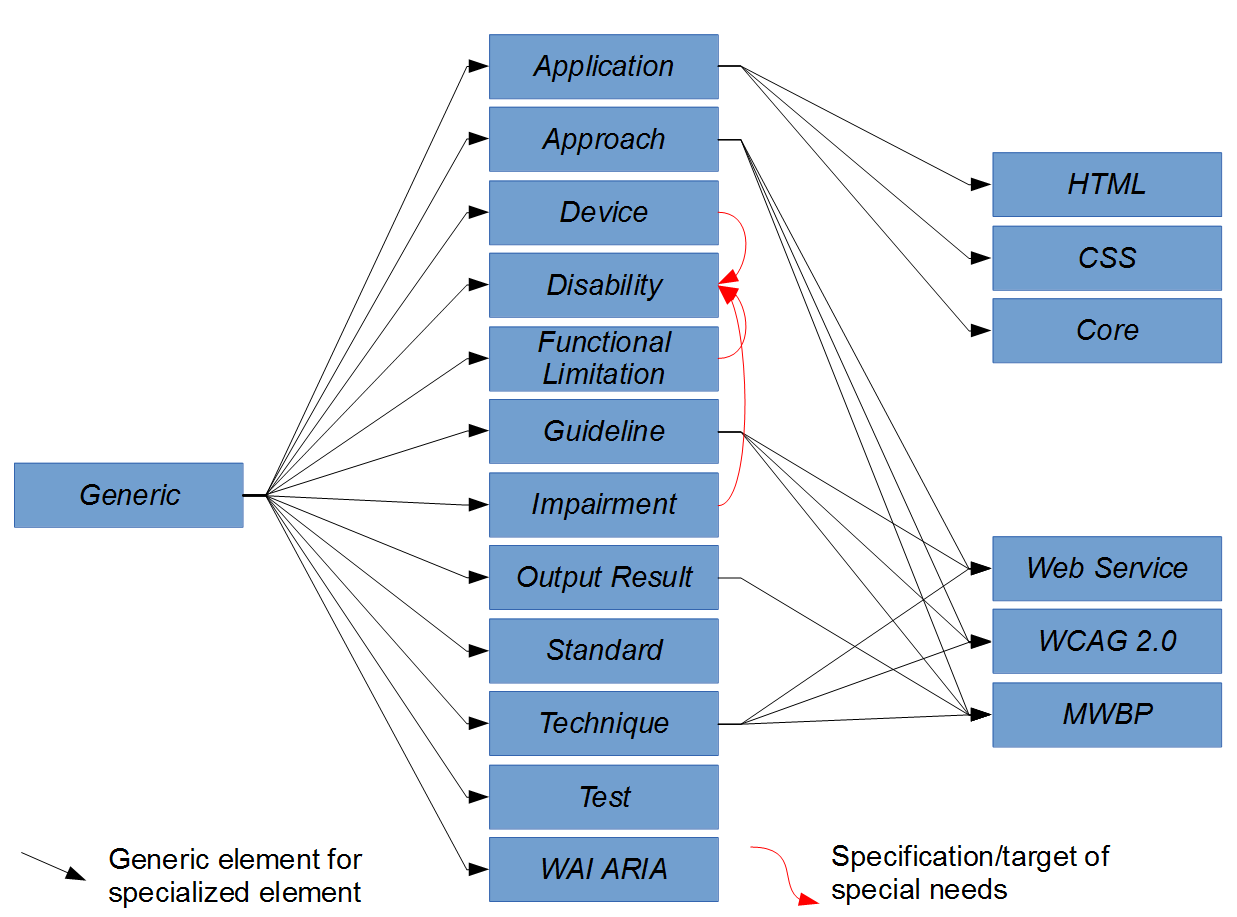 Application
Approach
Device
Disability
Functional
Limitation
Guideline
Impairment
Output Result
Standard
Technique
Test
WAI ARIA
Generic
HTML
CSS
Core
Web Service
WCAG 2.0
MWBP
Generic element for
specialized element
Specification/target of
special needs